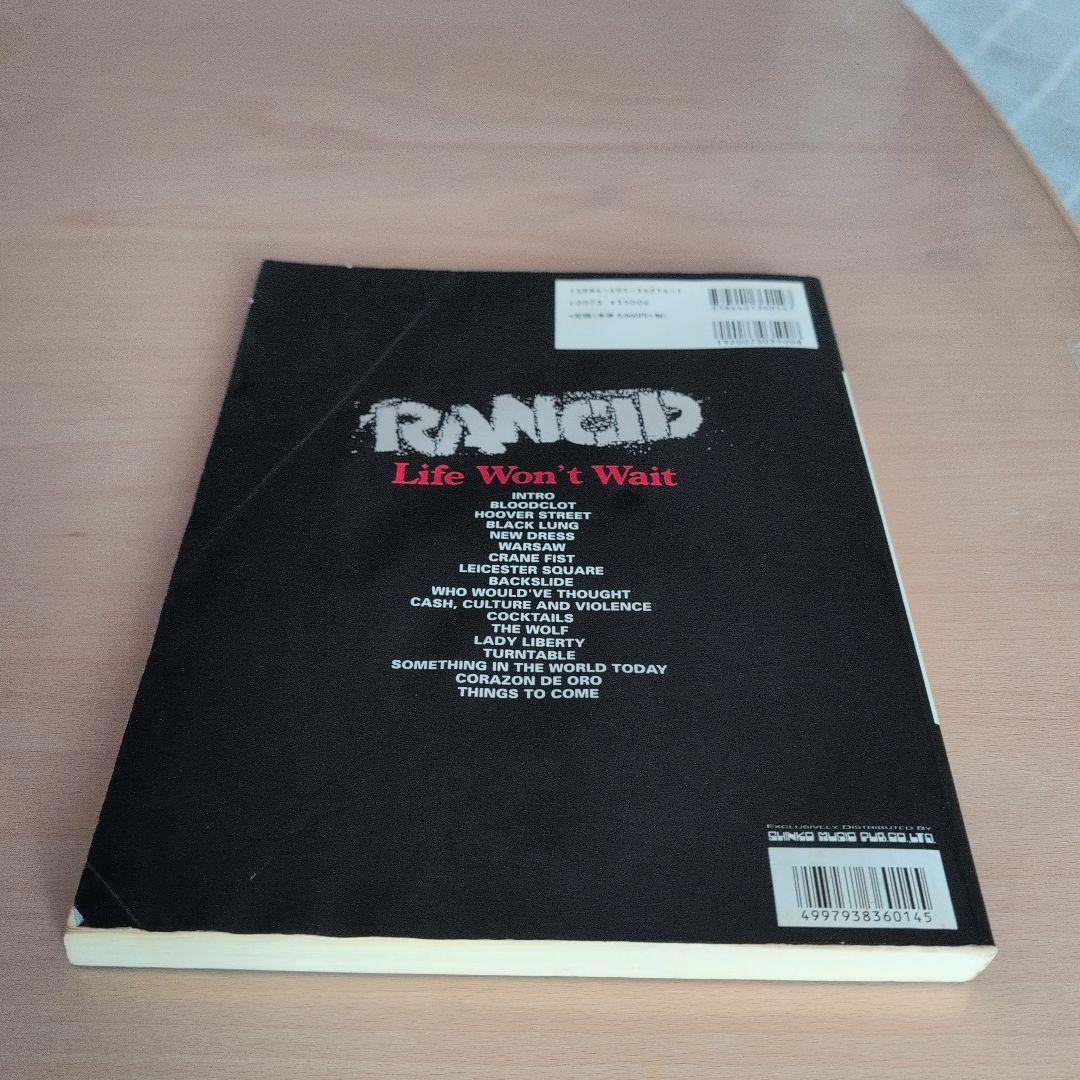 9784401360147
1920073035008
RANCID
Life Won't Wait
INTRO
BLOODCLOT
HOOVER STREET
BLACK LUNG
NEW DRESS
WARSAW
CRANE FIST
LEICESTER SQUARE
BACKSLIDE
WHO WOULD'VE THOUGHT
CASH, CULTURE AND VIOLENCE
COCKTAILS
THE WOLF
LADY LIBERTY
TURNTABLE
SOMETHING IN THE WORLD TODAY
CORAZON DE ORO
THINGS TO COME
EXCLUSIVELY DISTRIBUTED BY
SHINKO MUSIC PUB.CO.,LTD.
4997938360145